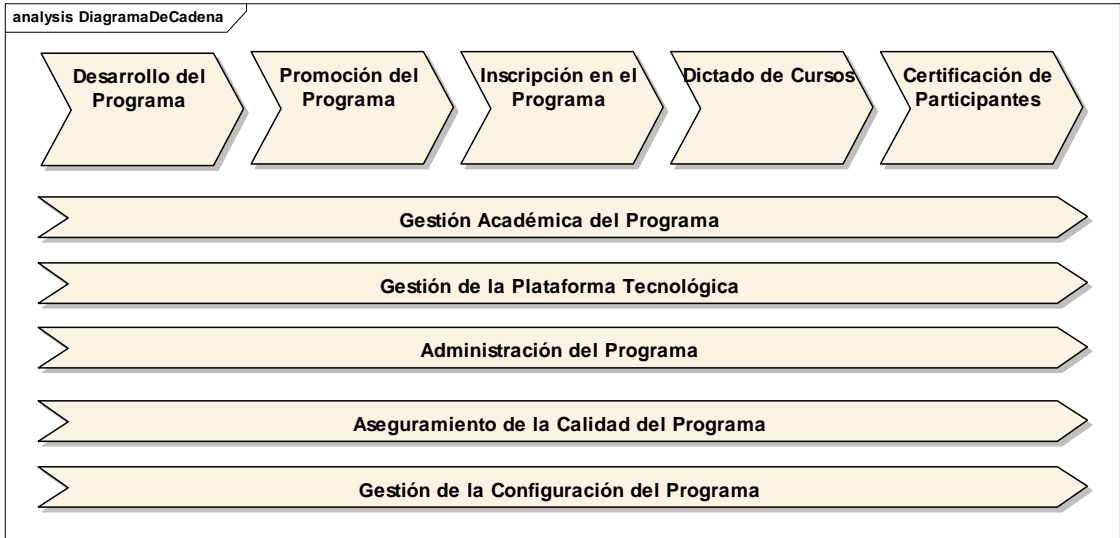 analysis DiagramaDeCadena
Desarrollo del
Programa
Promoción del
Programa
Inscripción en el
Programa
Dictado de Cursos
Certificación de
Participantes
Gestión Académica del Programa
Gestión de la Plataforma Tecnológica
Administración del Programa
Aseguramiento de la Calidad del Programa
Gestión de la Configuración del Programa